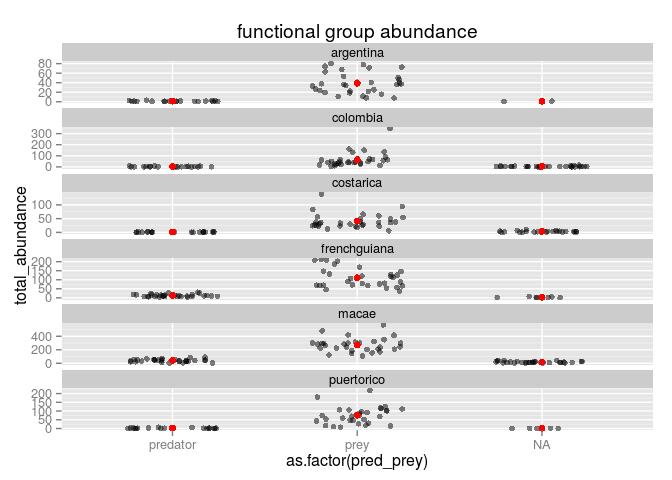 functional group abundance
argentina
80
60
40
20
0
colombia
300
200
100
0
costarica
100
50
0
frenchguiana
200
150
100
50
0
macae
400
200
0
puertorico
200
150
100
50
0
total_abundance
predator prey NA
as.factor(pred_prey)